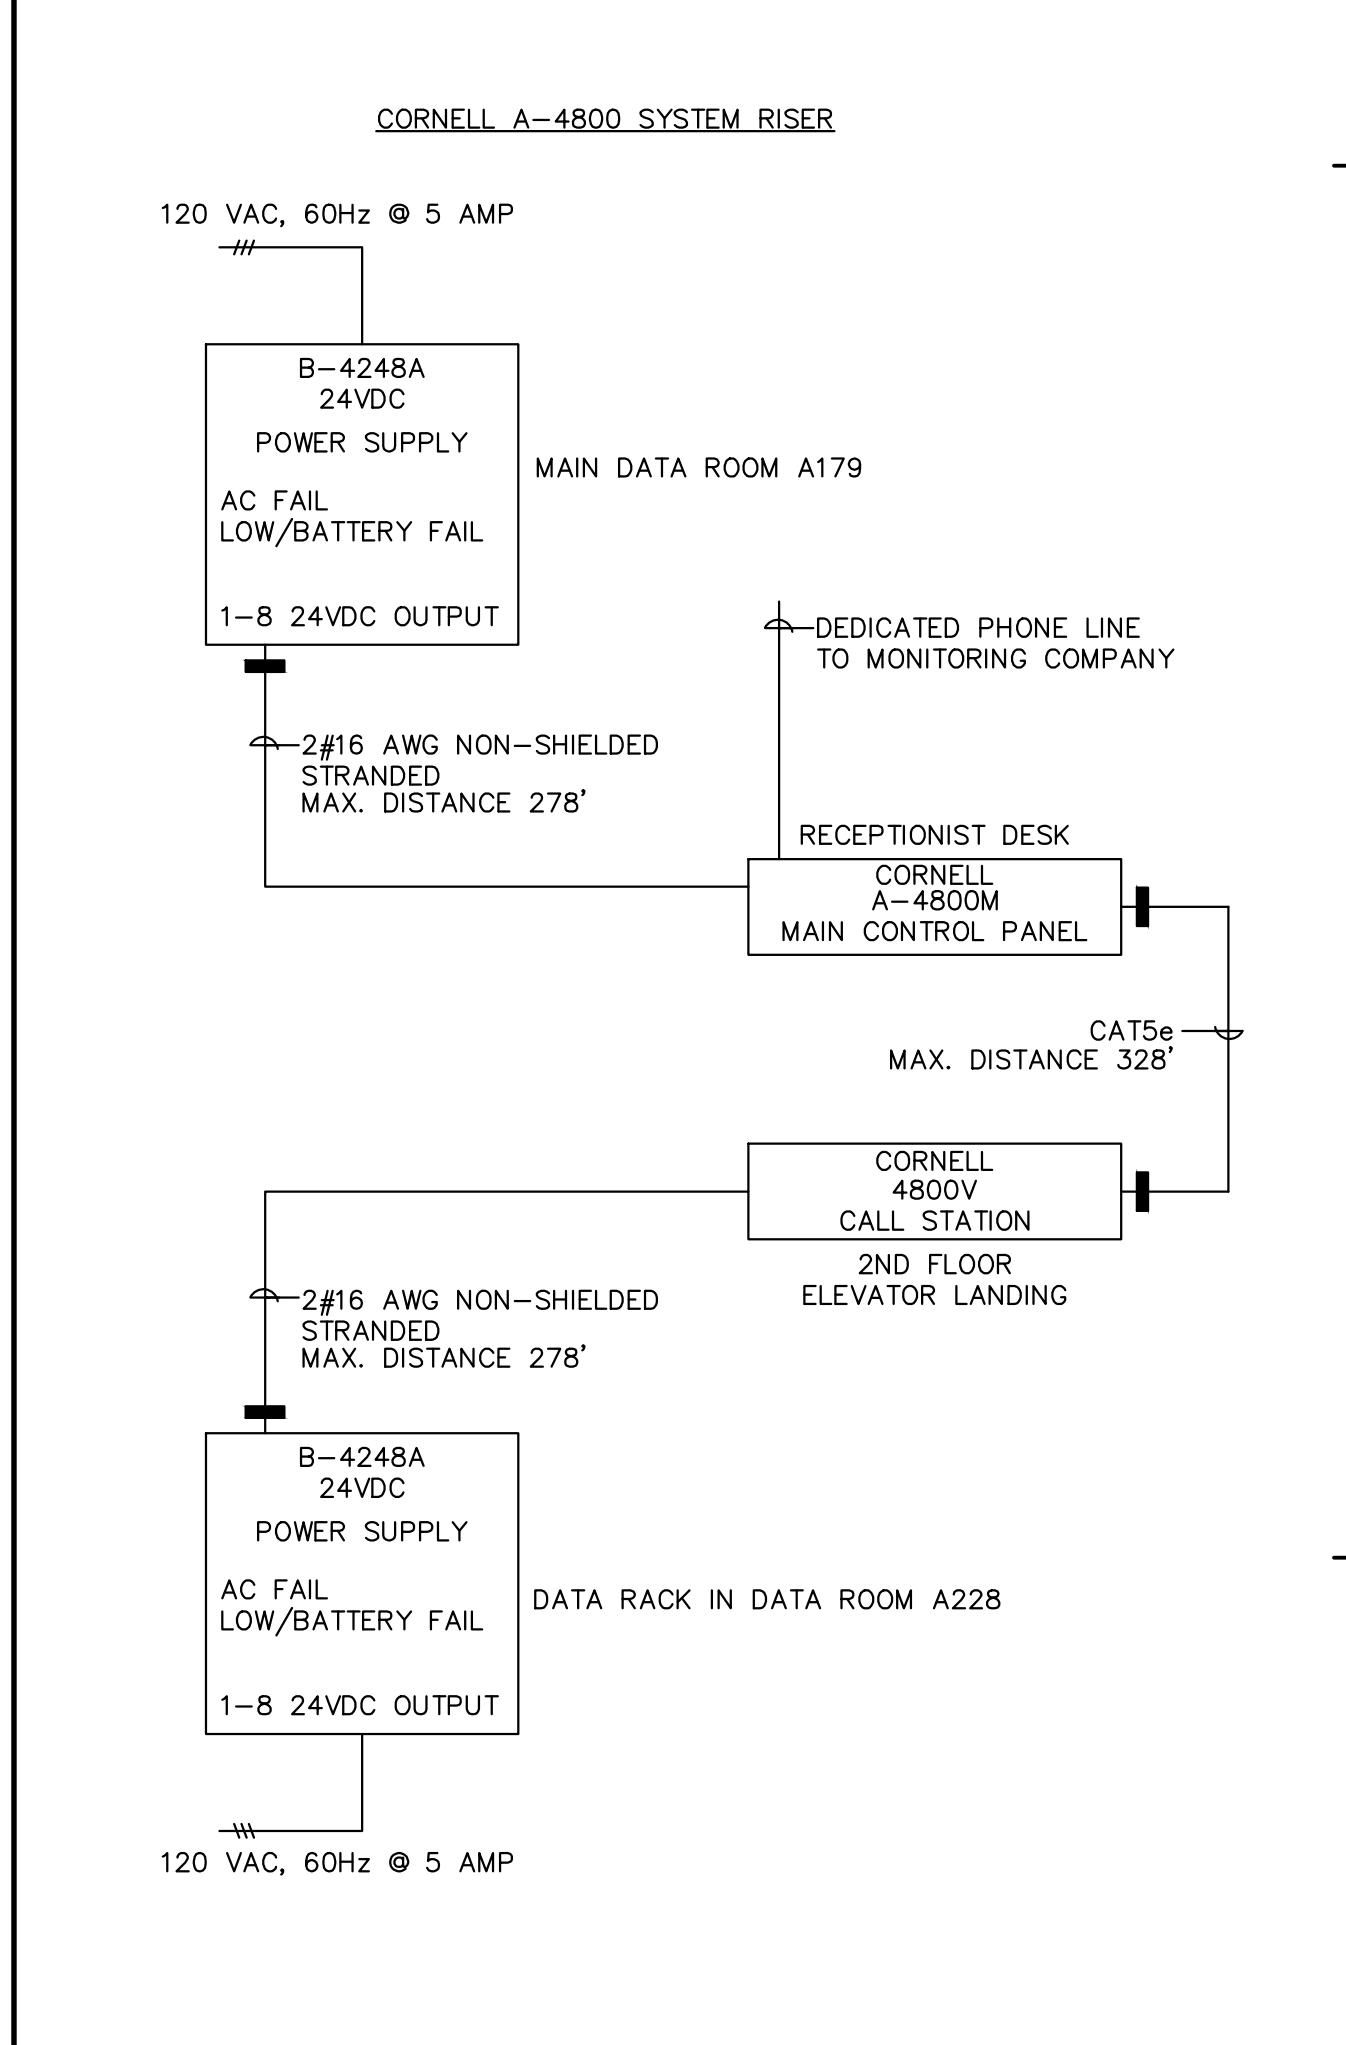 CORNELL A-4800 SYSTEM RISER
120 VAC, 60Hz @ 5 AMP
B-4248A
24VDC
POWER SUPPLY
MAIN DATA ROOM A179
AC FAIL
LOW/BATTERY FAIL
1-8 24VDC OUTPUT
DEDICATED PHONE LINE
TO MONITORING COMPANY
2#16 AWG NON-SHIELDED
STRANDED
MAX. DISTANCE 278'
RECEPTIONIST DESK
CORNELL
A-4800M
MAIN CONTROL PANEL
CAT5e
MAX. DISTANCE 328'
CORNELL
4800V
CALL STATION
2ND FLOOR
ELEVATOR LANDING
2#16 AWG NON-SHIELDED
STRANDED
MAX. DISTANCE 278'
B-4248A
24VDC
POWER SUPPLY
AC FAIL
LOW/BATTERY FAIL
DATA RACK IN DATA ROOM A228
1-8 24VDC OUTPUT
120 VAC, 60Hz @ 5 AMP